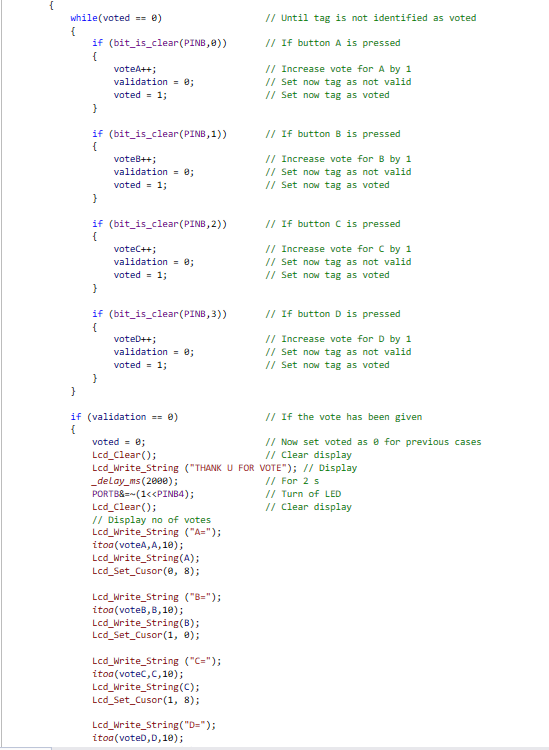 {
while(voted == 0) // Until tag is not identified as voted
{
if (bit_is_clear(PINB,0)) // If button A is pressed
{
voteA++; // Increase vote for A by 1
validation = 0; // Set now tag as not valid
voted = 1; // Set now tag as voted
}
if (bit_is_clear(PINB,1)) // If button B is pressed
{
voteB++; // Increase vote for B by 1
validation = 0; // Set now tag as not valid
voted = 1; // Set now tag as voted
}
if (bit_is_clear(PINB,2)) // If button C is pressed
{
voteC++; // Increase vote for C by 1
validation = 0; // Set now tag as not valid
voted = 1; // Set now tag as voted
}
if (bit_is_clear(PINB,3)) // If button D is pressed
{
voteD++; // Increase vote for D by 1
validation = 0; // Set now tag as not valid
voted = 1; // Set now tag as voted
}
}
if (validation == 0) // If the vote has been given
{
voted = 0; // Now set voted as 0 for previous cases
Lcd_Clear(); // Clear display
Lcd_Write_String ("THANK U FOR VOTE"); // Display
_delay_ms(2000); // For 2 s
PORTB&=~(1<<PINB4); // Turn of LED
Lcd_Clear(); // Clear display
// Display no of votes
Lcd_Write_String ("A=");
itoa(voteA,A,10);
Lcd_Write_String(A);
Lcd_Set_Cusor(0, 8);
Lcd_Write_String ("B=");
itoa(voteB,B,10);
Lcd_Write_String(B);
Lcd_Set_Cusor(1, 0);
Lcd_Write_String ("C=");
itoa(voteC,C,10);
Lcd_Write_String(C);
Lcd_Set_Cusor(1, 8);
Lcd_Write_String("D=");
itoa(voteD,D,10);